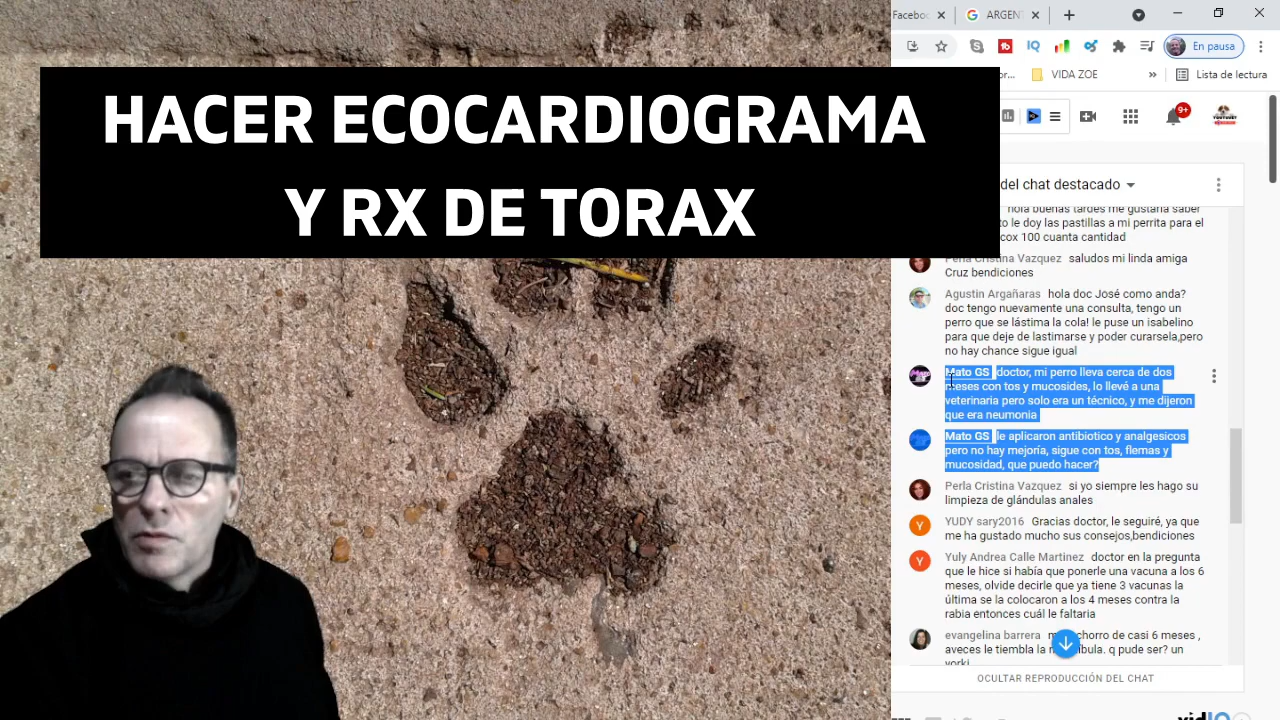 HACER ECOCARDIOGRAMA
Y RX DE TORAX
Facebo
ARGEN
En pausa
or...
VIDA ZOE
Lista de lectura
9+
del chat destacado
hola buenas tardes me gustaria saber
to le doy las pastillas a mi perrita para el
cox 100 cuanta cantidad
Perla Cristina Vazquez saludos mi linda amiga
Cruz bendiciones
Agustin Argañaras hola doc José como anda?
doc tengo nuevamente una consulta, tengo un
perro que se lástima la cola! le puse un isabelino
para que deje de lastimarse y poder curarsela,pero
no hay chance sigue igual
Mato GS doctor, mi perro lleva cerca de dos
meses con tos y mucosides, lo llevé a una
veterinaria pero solo era un técnico, y me dijeron
que era neumonia
Mato GS le aplicaron antibiotico y analgesicos
pero no hay mejoría, sigue con tos, flemas y
mucosidad, que puedo hacer?
Perla Cristina Vazquez si yo siempre les hago su
limpieza de glándulas anales
YUDY sary2016 Gracias doctor, le seguiré, ya que
me ha gustado mucho sus consejos,bendiciones
Yuly Andrea Calle Martinez doctor en la pregunta
que le hice si había que ponerle una vacuna a los 6
meses, olvide decirle que ya tiene 3 vacunas la
última se la colocaron a los 4 meses contra la
rabia entonces cuál le faltaria
evangelina barrera chorro de casi 6 meses ,
aveces le tiembla la bula. q pude ser? un
yorki
OCULTAR REPRODUCCIÓN DEL CHAT
vidIQ